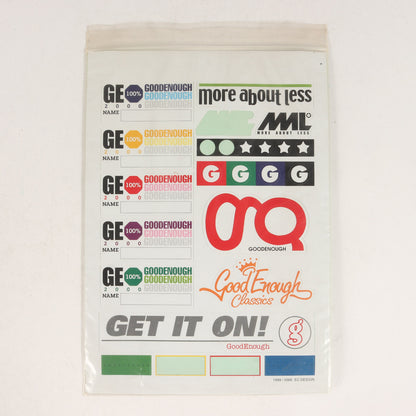 GE 100% GOODENOUGH
GOODENOUGH
2000
NAME
GE 100% GOODENOUGH
GOODENOUGH
2000
NAME
GE 100% GOODENOUGH
GOODENOUGH
2000
NAME
GE 100% GOODENOUGH
GOODENOUGH
2000
NAME
GE 100% GOODENOUGH
GOODENOUGH
2000
NAME
more about less
MML
MORE ABOUT LESS
G G G G
GOODENOUGH
Good Enough
Classics
GET IT ON!
g
GoodEnough